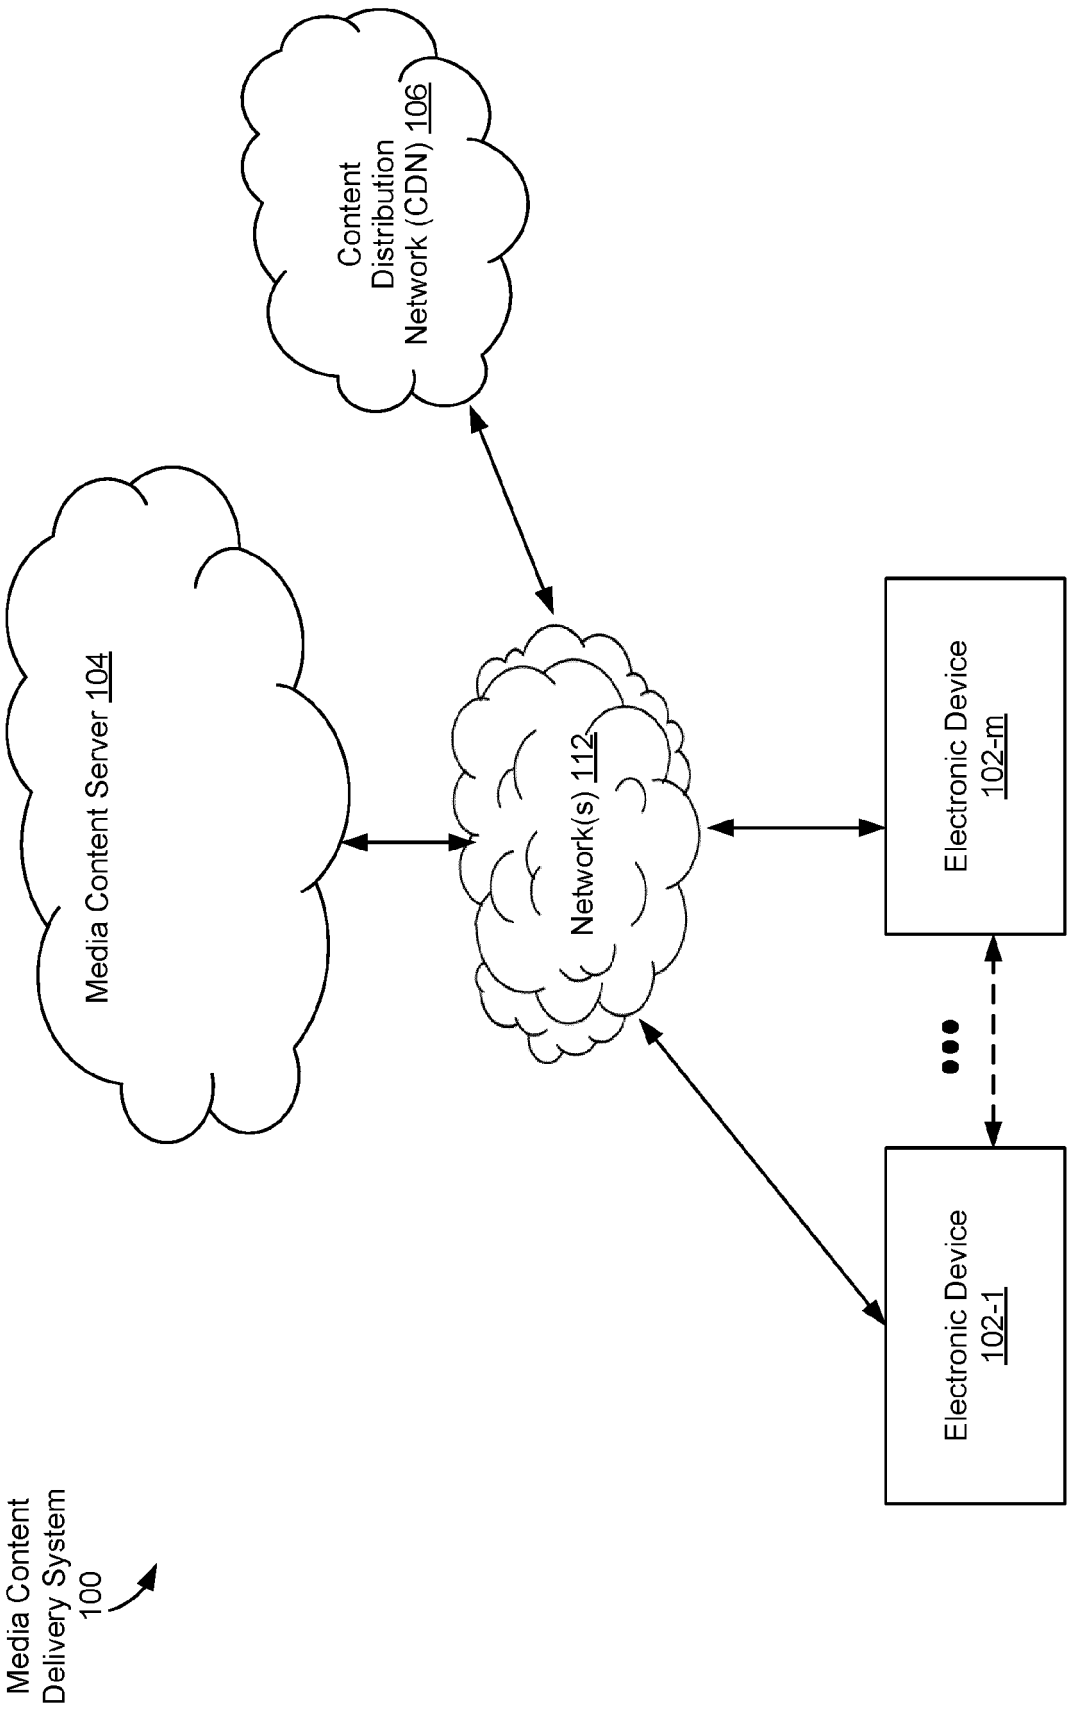 Media Content
Delivery System
100
Media Content Server 104
Content
Distribution
Network (CDN) 106
Network(s) 112
Electronic Device
102-1
Electronic Device
102-m